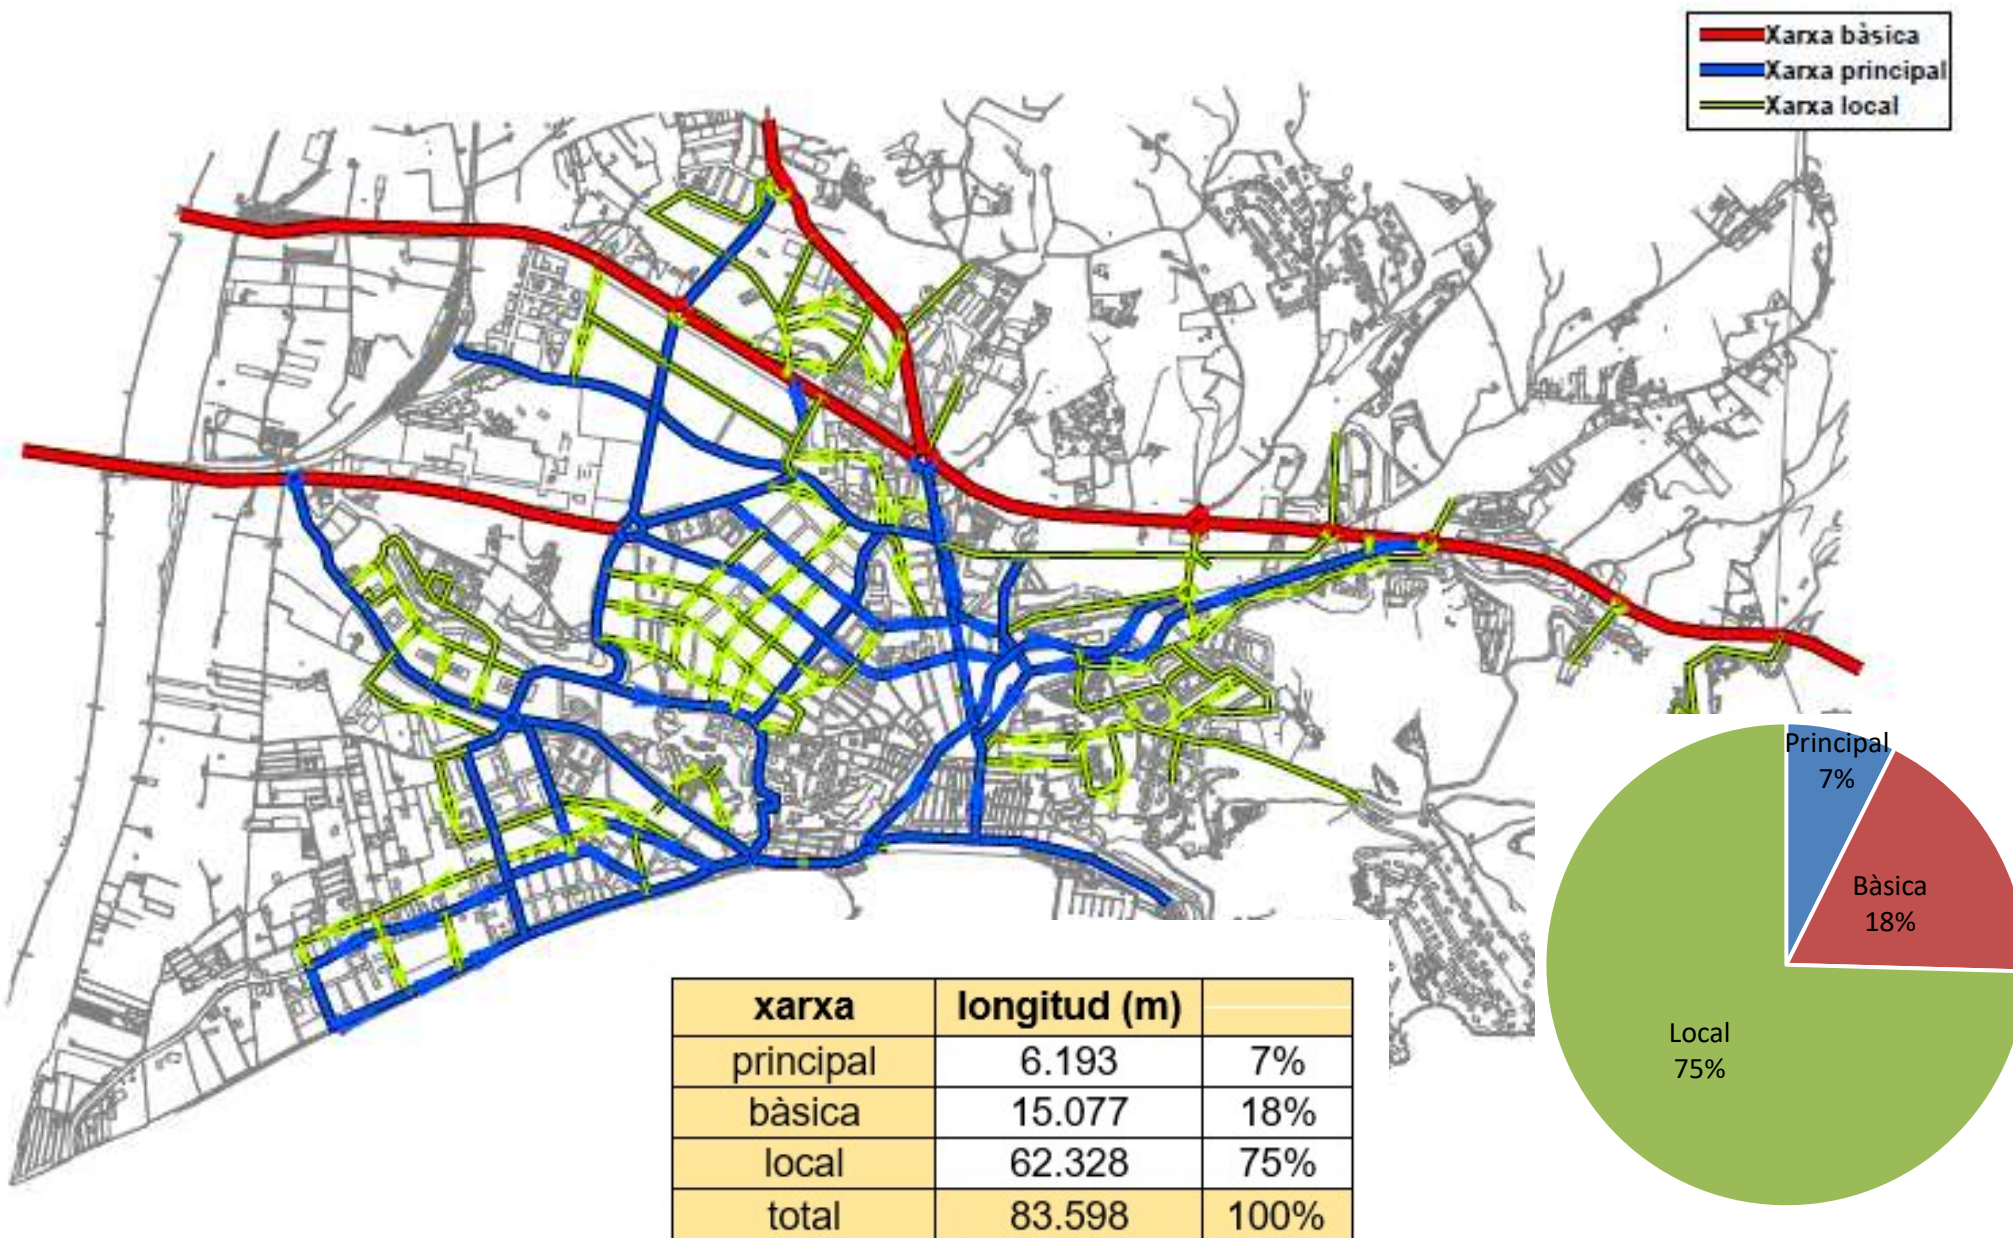 Xarxa bàsica
Xarxa principal
Xarxa local
Principal
7%
Bàsica
18%
Local
75%
xarxa longitud (m)
principal 6.193 7%
bàsica 15.077 18%
local 62.328 75%
total 83.598 100%